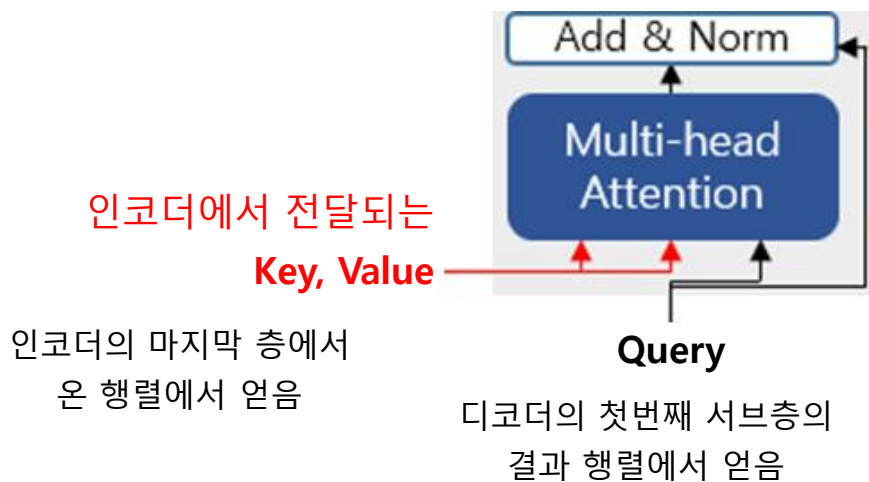 Add & Norm
Multi-head
Attention
인코더에서 전달되는
Key, Value
인코더의 마지막 층에서
온 행렬에서 얻음
Query
디코더의 첫번째 서브층의
결과 행렬에서 얻음